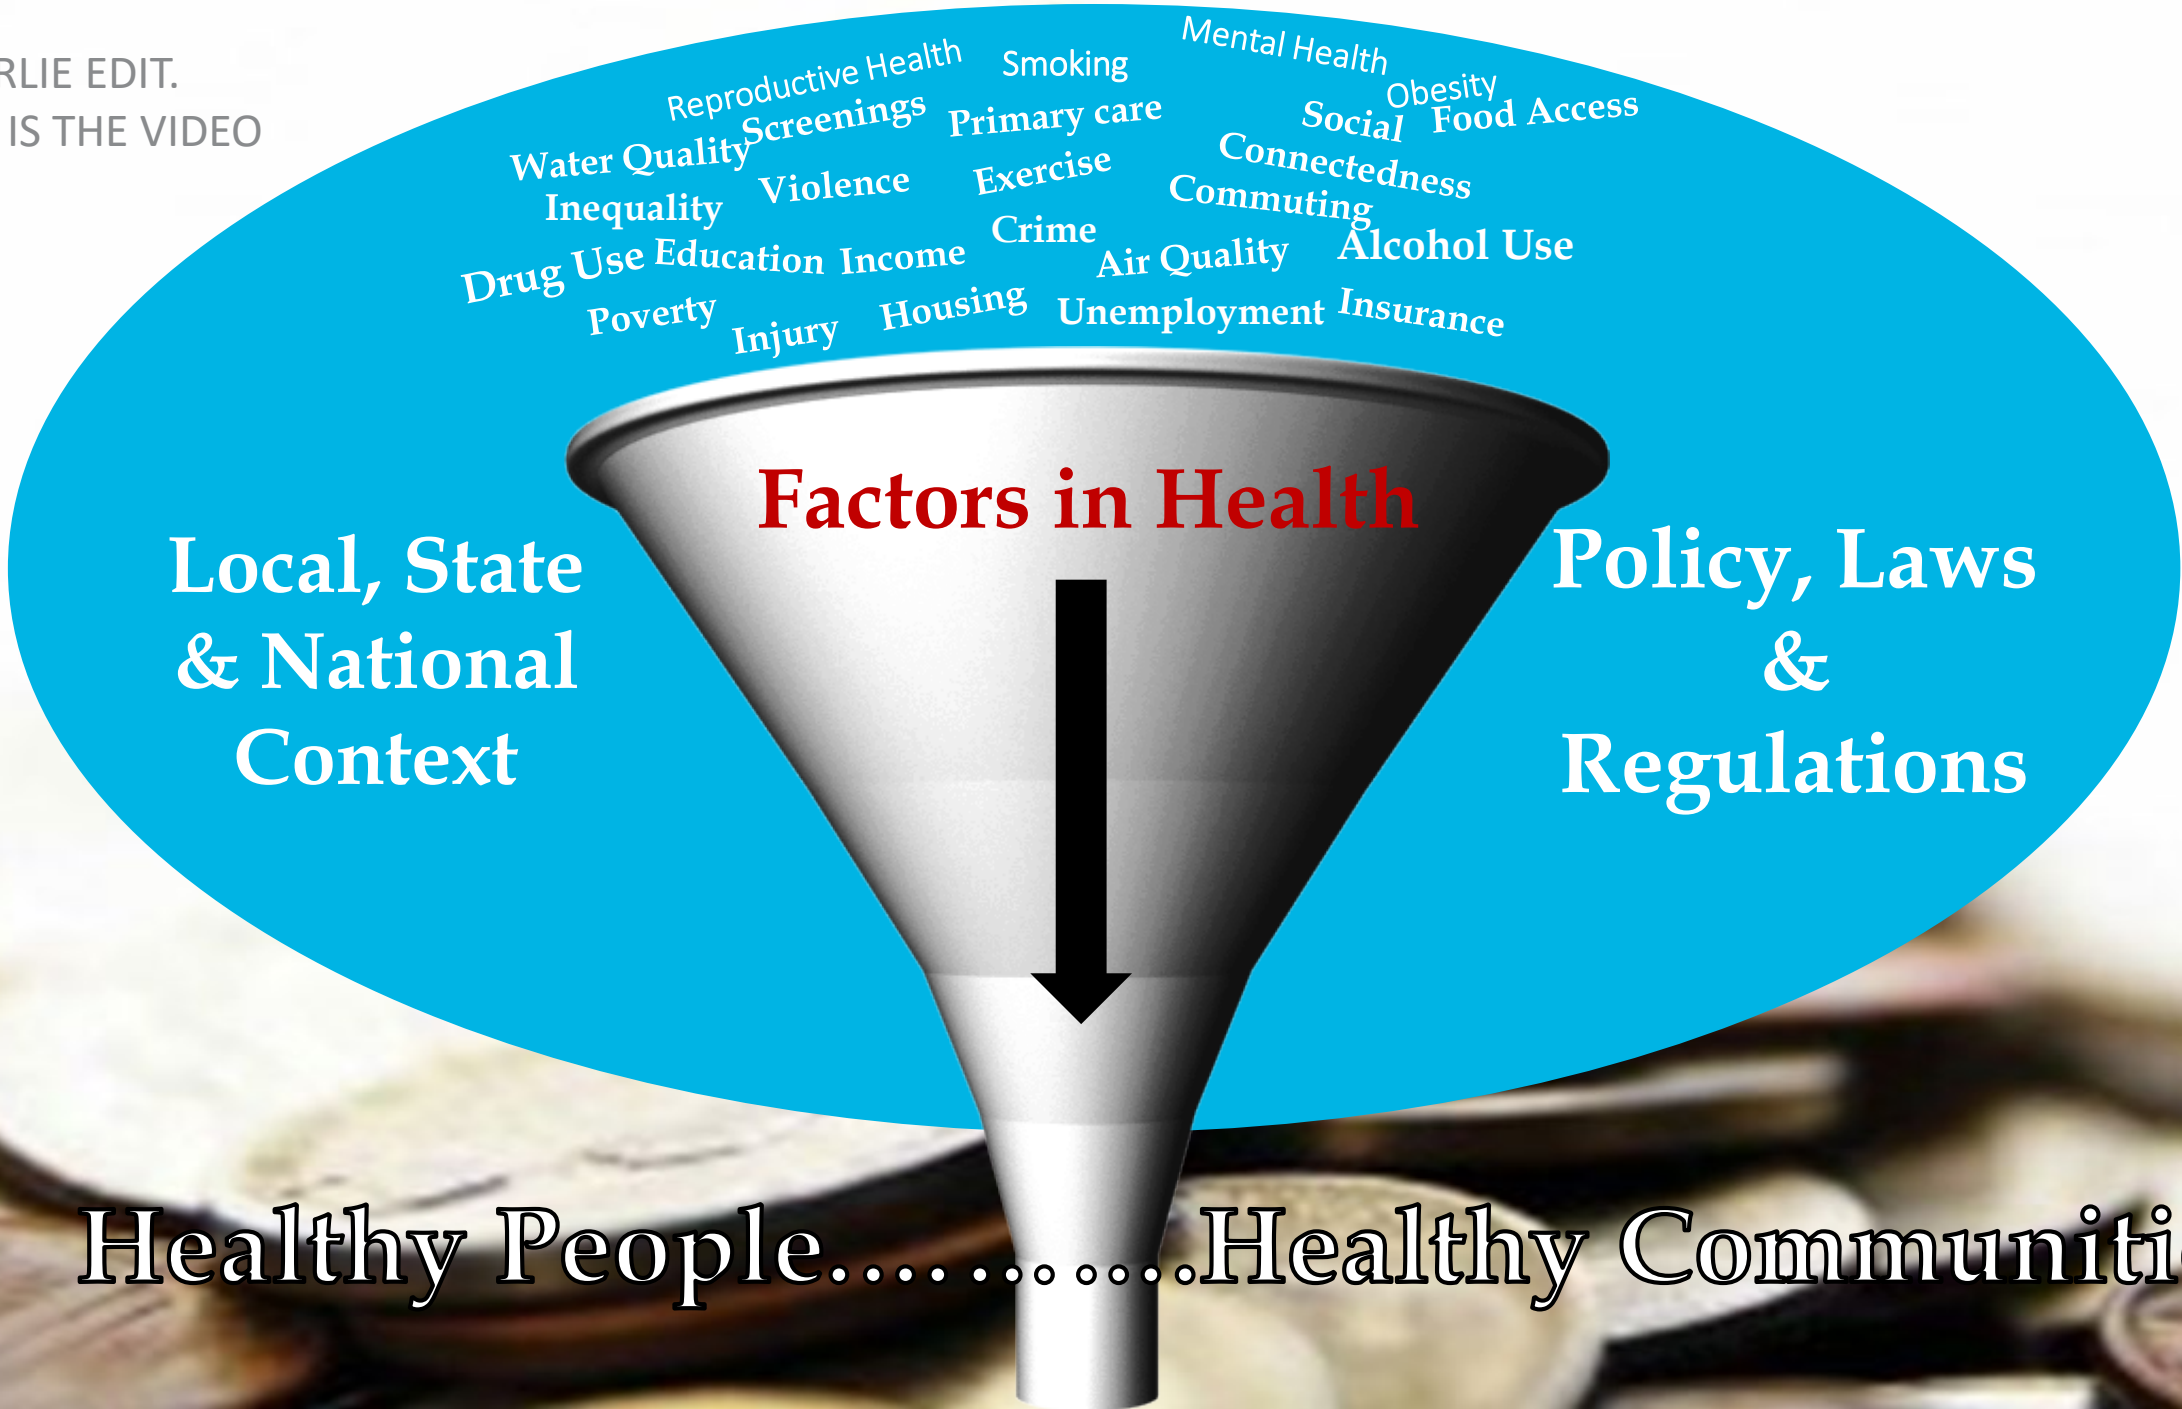 RLIE EDIT.
IS THE VIDEO
Mental Health
Reproductive Health
Smoking
Obesity
Screenings
Primary care
Social
Connectedness
Food Access
Water Quality
Violence
Exercise
Commuting
Inequality
Crime
Drug Use
Education
Income
Air Quality
Alcohol Use
Poverty
Injury
Housing
Unemployment
Insurance
Factors in Health
Local, State
& National
Context
Policy, Laws
&
Regulations
Healthy People...........Healthy Communiti